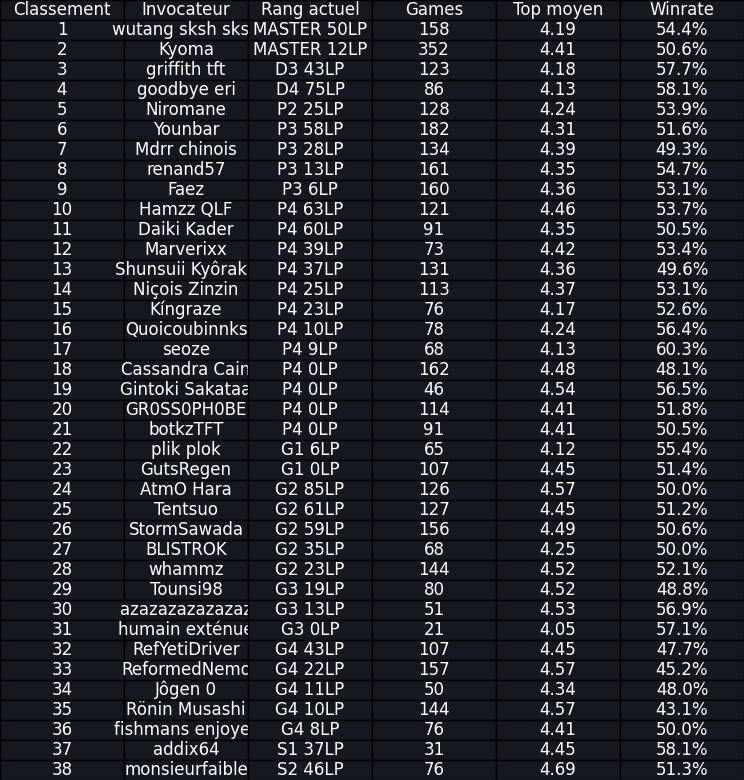 Classement Invocateur Rang actuel Games Top moyen Winrate
1 wutang sksh sks MASTER 50LP 158 4.19 54.4%
2 Kyoma MASTER 12LP 352 4.41 50.6%
3 griffith tft D3 43LP 123 4.18 57.7%
4 goodbye eri D4 75LP 86 4.13 58.1%
5 Niromane P2 25LP 128 4.24 53.9%
6 Younbar P3 58LP 182 4.31 51.6%
7 Mdrr chinois P3 28LP 134 4.39 49.3%
8 renand57 P3 13LP 161 4.35 54.7%
9 Faez P3 6LP 160 4.36 53.1%
10 Hamzz QLF P4 63LP 121 4.46 53.7%
11 Daiki Kader P4 60LP 91 4.35 50.5%
12 Marverixx P4 39LP 73 4.42 53.4%
13 Shunsuii Kyôrak P4 37LP 131 4.36 49.6%
14 Niçois Zinzin P4 25LP 113 4.37 53.1%
15 Kíngraze P4 23LP 76 4.17 52.6%
16 Quoicoubinnks P4 10LP 78 4.24 56.4%
17 seoze P4 9LP 68 4.13 60.3%
18 Cassandra Cain P4 0LP 162 4.48 48.1%
19 Gintoki Sakataa P4 0LP 46 4.54 56.5%
20 GR0SS0PH0BE P4 0LP 114 4.41 51.8%
21 botkzTFT P4 0LP 91 4.41 50.5%
22 plik plok G1 6LP 65 4.12 55.4%
23 GutsRegen G1 0LP 107 4.45 51.4%
24 AtmO Hara G2 85LP 126 4.57 50.0%
25 Tentsuo G2 61LP 127 4.45 51.2%
26 StormSawada G2 59LP 156 4.49 50.6%
27 BLISTROK G2 35LP 68 4.25 50.0%
28 whammz G2 23LP 144 4.52 52.1%
29 Tounsi98 G3 19LP 80 4.52 48.8%
30 azazazazazazaz G3 13LP 51 4.53 56.9%
31 humain exténué G3 0LP 21 4.05 57.1%
32 RefYetiDriver G4 43LP 107 4.45 47.7%
33 ReformedNemo G4 22LP 157 4.57 45.2%
34 Jôgen 0 G4 11LP 50 4.34 48.0%
35 Rönin Musashi G4 10LP 144 4.57 43.1%
36 fishmans enjoye G4 8LP 76 4.41 50.0%
37 addix64 S1 37LP 31 4.45 58.1%
38 monsieurfaible S2 46LP 76 4.69 51.3%